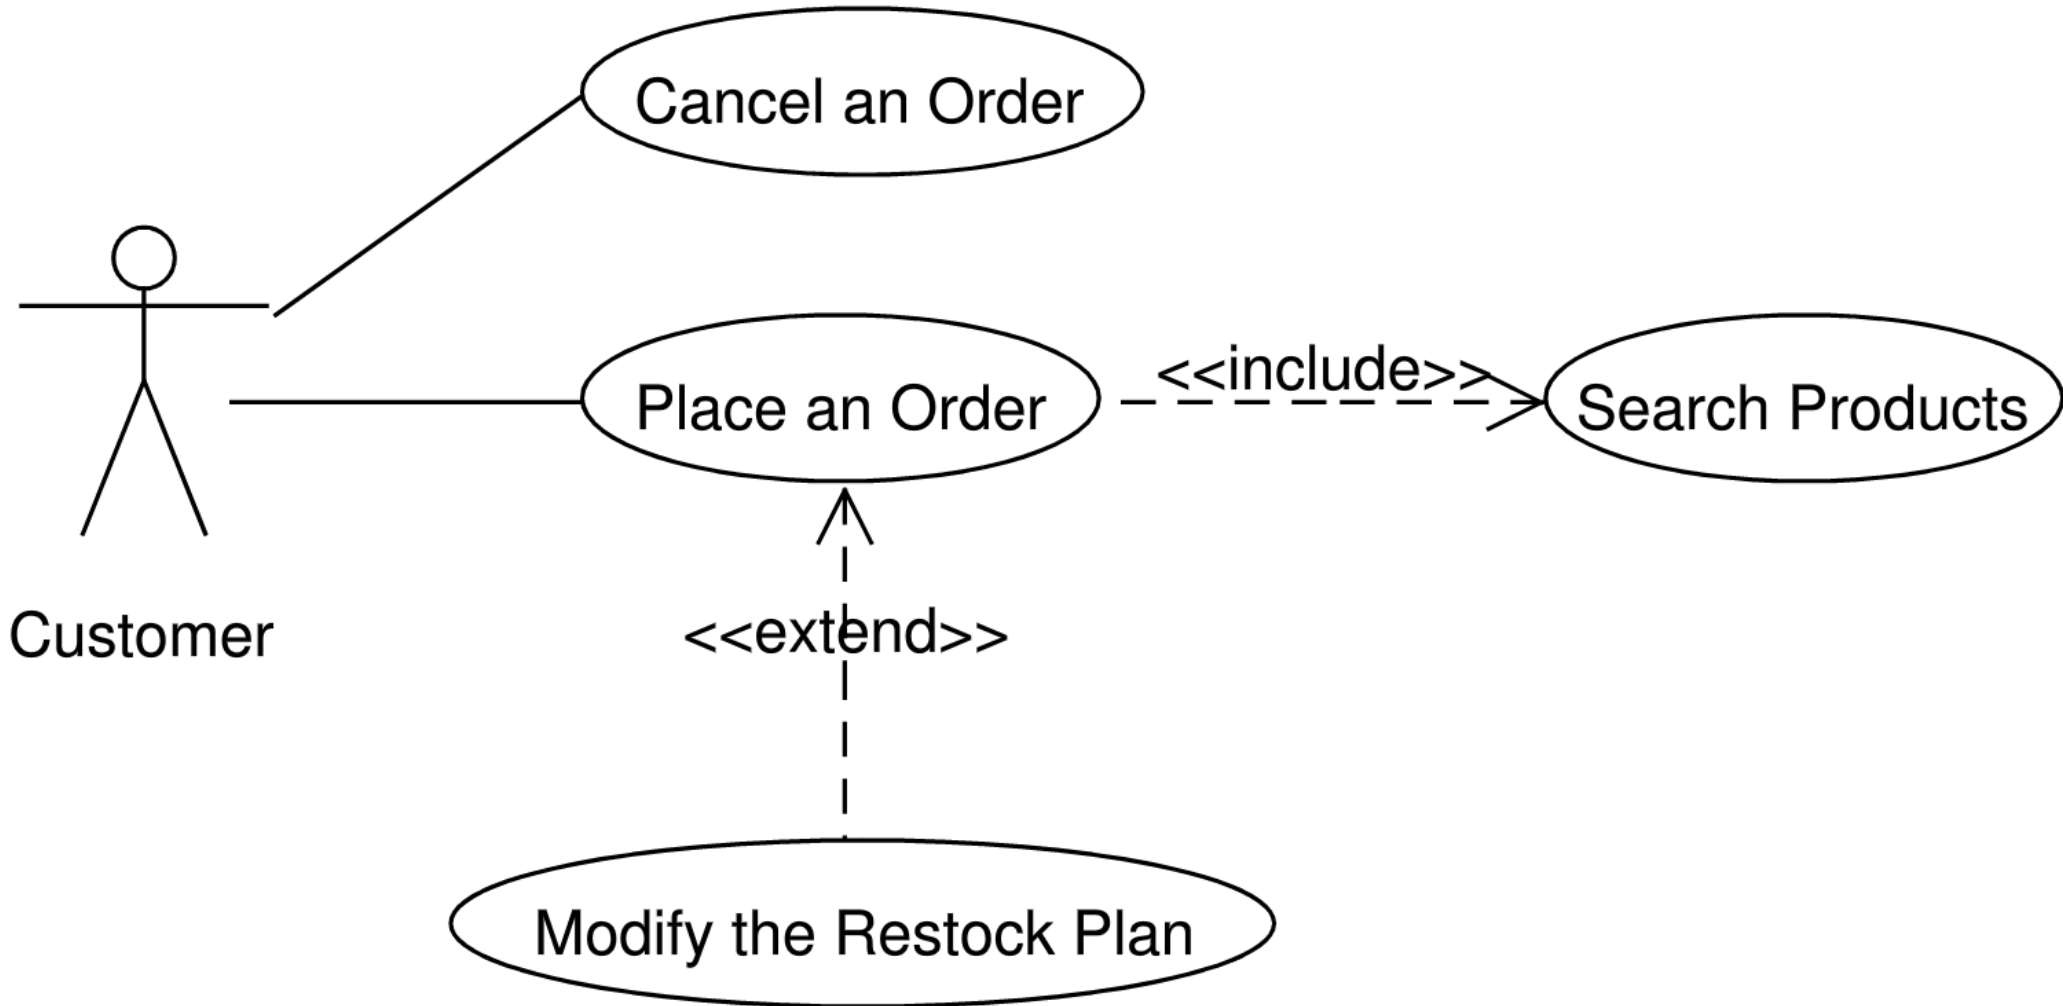 Cancel an Order
Place an Order
<<include>>
Search Products
<<extend>>
Customer
Modify the Restock Plan